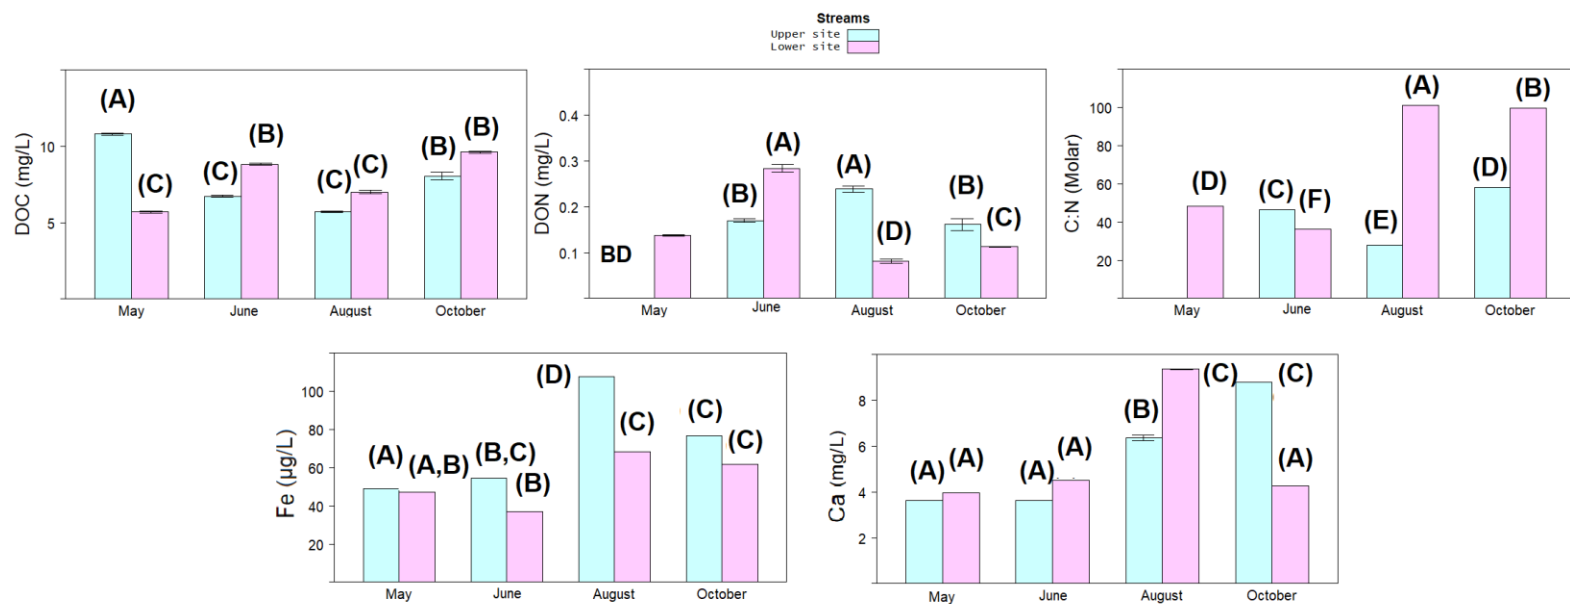 Streams
Upper site
Lower site
DOC (mg/L)
10
5
(A)
(C)
(C)
(B)
(C)
(C)
(B)
(B)
May
June
August
October
DON (mg/L)
0.4
0.3
0.2
0.1
BD
(B)
(A)
(A)
(D)
(B)
(C)
May
June
August
October
C:N (Molar)
100
80
60
40
20
(D)
(C)
(F)
(E)
(A)
(D)
(B)
May
June
August
October
Fe (µg/L)
100
80
60
40
20
(A)
(A,B)
(B,C)
(B)
(D)
(C)
(C)
(C)
May
June
August
October
Ca (mg/L)
8
6
4
2
(A)
(A)
(A)
(A)
(B)
(C)
(C)
(A)
May
June
August
October